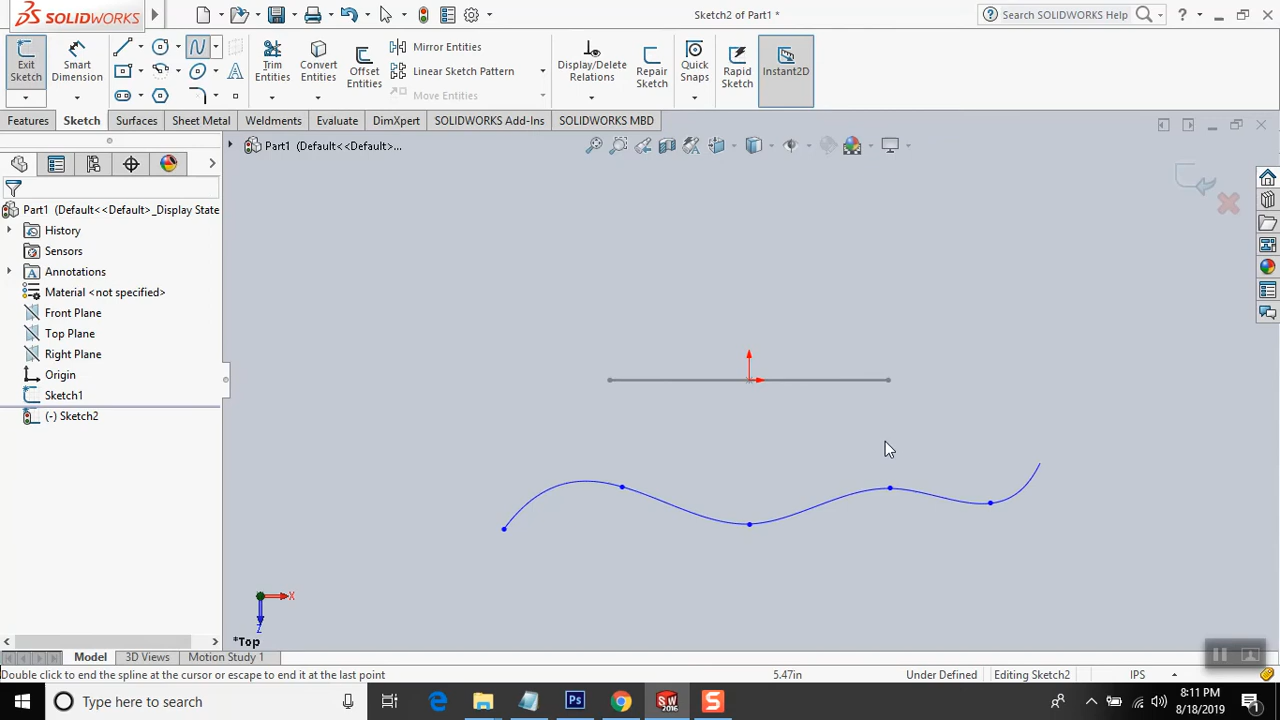 SOLIDWORKS
Sketch2 of Part1 *
Search SOLIDWORKS Help
Exit Sketch
Smart Dimension
Trim Entities
Convert Entities
Offset Entities
Mirror Entities
Linear Sketch Pattern
Move Entities
Display/Delete Relations
Repair Sketch
Quick Snaps
Rapid Sketch
Instant2D
Features Sketch Surfaces Sheet Metal Weldments Evaluate DimXpert SOLIDWORKS Add-Ins SOLIDWORKS MBD
Part1 (Default<<Default>...
Part1 (Default<<Default>_Display State
History
Sensors
Annotations
Material <not specified>
Front Plane
Top Plane
Right Plane
Origin
Sketch1
(-) Sketch2
X
Z
*Top
Model 3D Views Motion Study 1
Double click to end the spline at the cursor or escape to end it at the last point 5.47in Under Defined Editing Sketch2 IPS
Type here to search
Ps
SW
2016
S
8:11 PM
8/18/2019